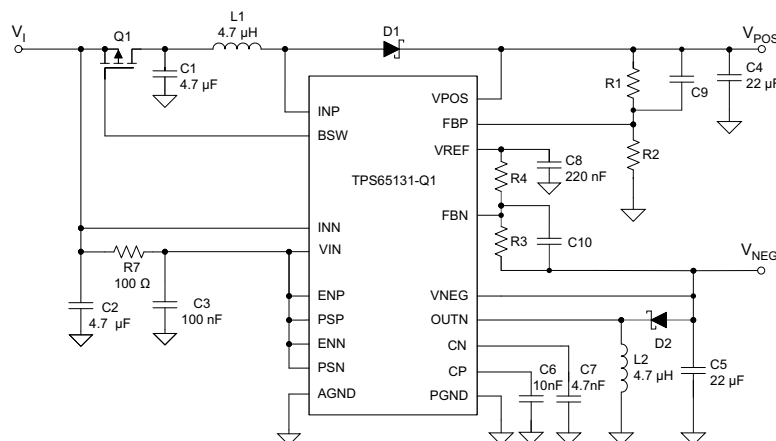 V_I
Q1
L1
4.7 µH
D1
V_POS
C1
4.7 µF
R1
C9
C4
22 µF
INP
BSW
VPOS
FBP
VREF
R2
C8
220 nF
TPS65131-Q1
R4
INN
VIN
FBN
R3
C10
R7
100 Ω
V_NEG
C2
4.7 µF
C3
100 nF
ENP
PSP
ENN
PSN
AGND
VNEG
OUTN
CN
CP
PGND
D2
L2
4.7 µH
C5
22 µF
C6
10nF
C7
4.7nF